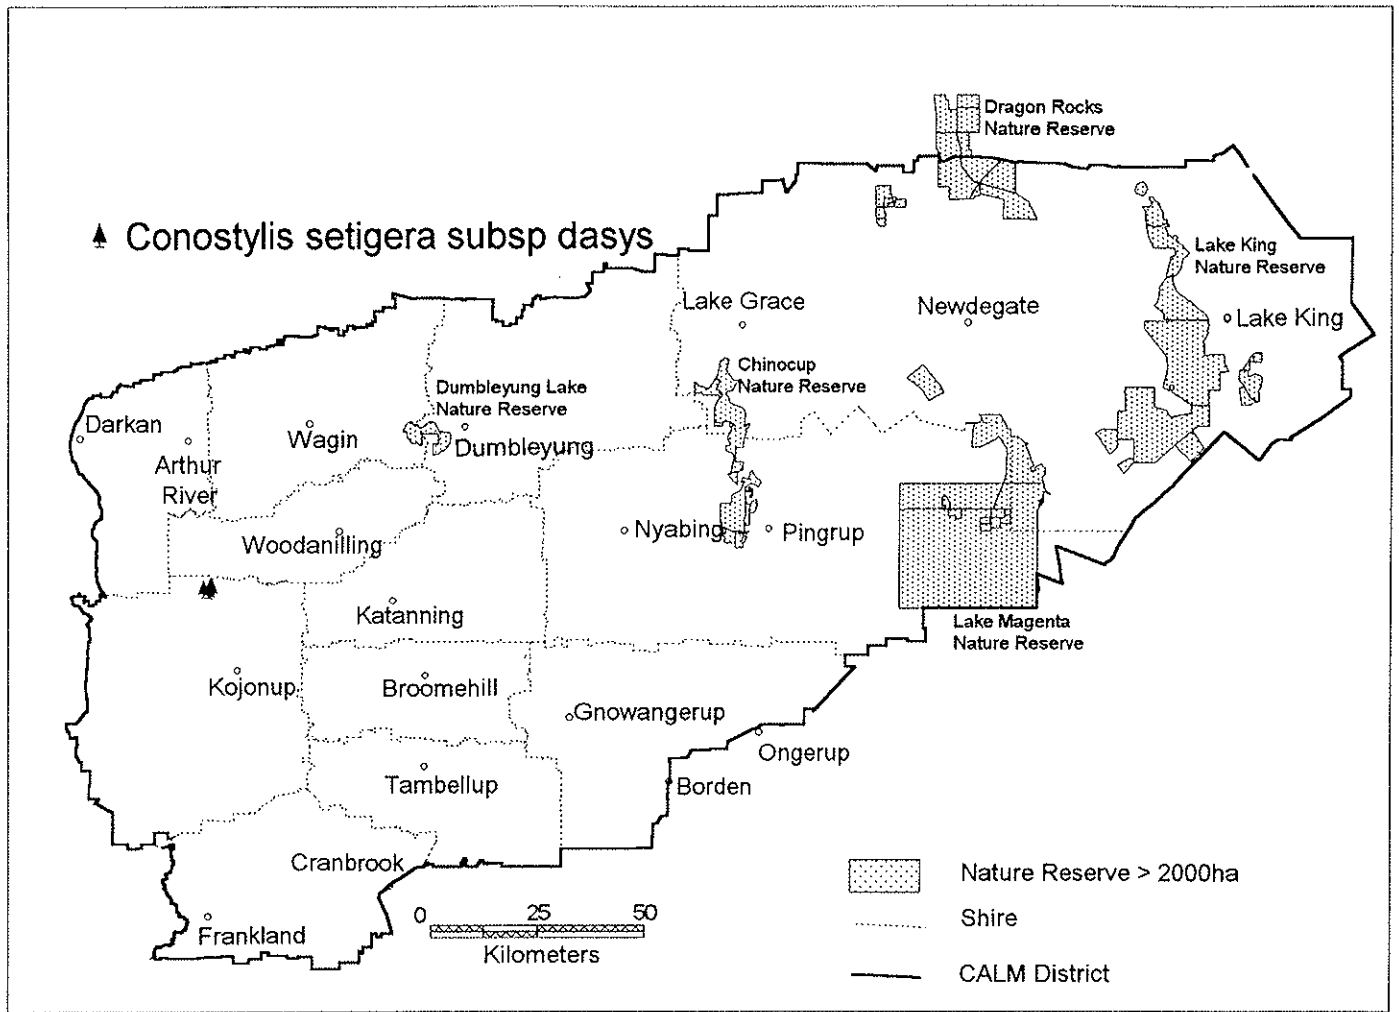 Dragon Rocks
Nature Reserve
Conostylis setigera subsp dasys
Lake King
Nature Reserve
Lake Grace
Newdegate
Lake King
Chinocup
Nature Reserve
Dumbleyung Lake
Nature Reserve
Darkan
Wagin
Dumbleyung
Arthur
River
Nyabing
Pingrup
Woodanilling
Katanning
Lake Magenta
Nature Reserve
Kojonup
Broomehill
Gnowangerup
Ongerup
Tambellup
Borden
Cranbrook
Nature Reserve > 2000ha
0 25 50
Shire
Frankland
Kilometers
CALM District